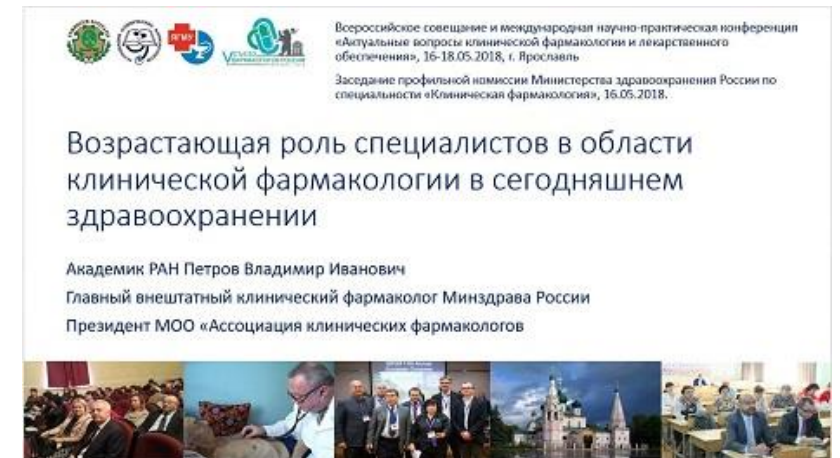 ЯГМУ
Всероссийское совещание и международная научно-практическая конференция
«Актуальные вопросы клинической фармакологии и лекарственного
обеспечения», 16-18.05.2018, г. Ярославль
Заседание профильной комиссии Министерства здравоохранения России по
специальности «Клиническая фармакология», 16.05.2018.
Возрастающая роль специалистов в области
клинической фармакологии в сегодняшнем
здравоохранении
Академик РАН Петров Владимир Иванович
Главный внештатный клинический фармаколог Минздрава России
Президент МОО «Ассоциация клинических фармакологов